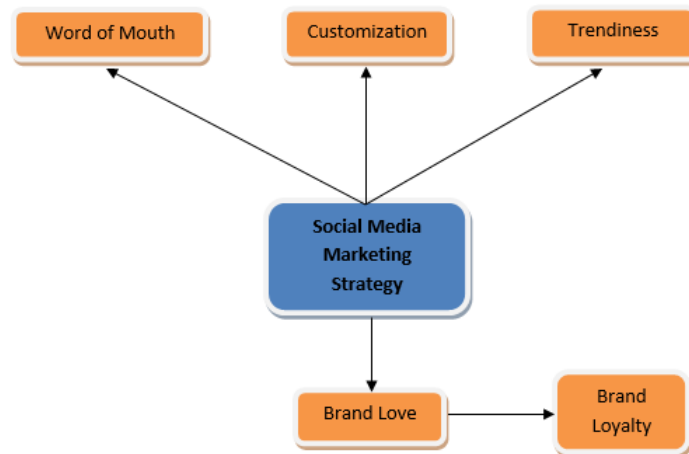 Word of Mouth
Customization
Trendiness
Social Media
Marketing
Strategy
Brand Love
Brand
Loyalty